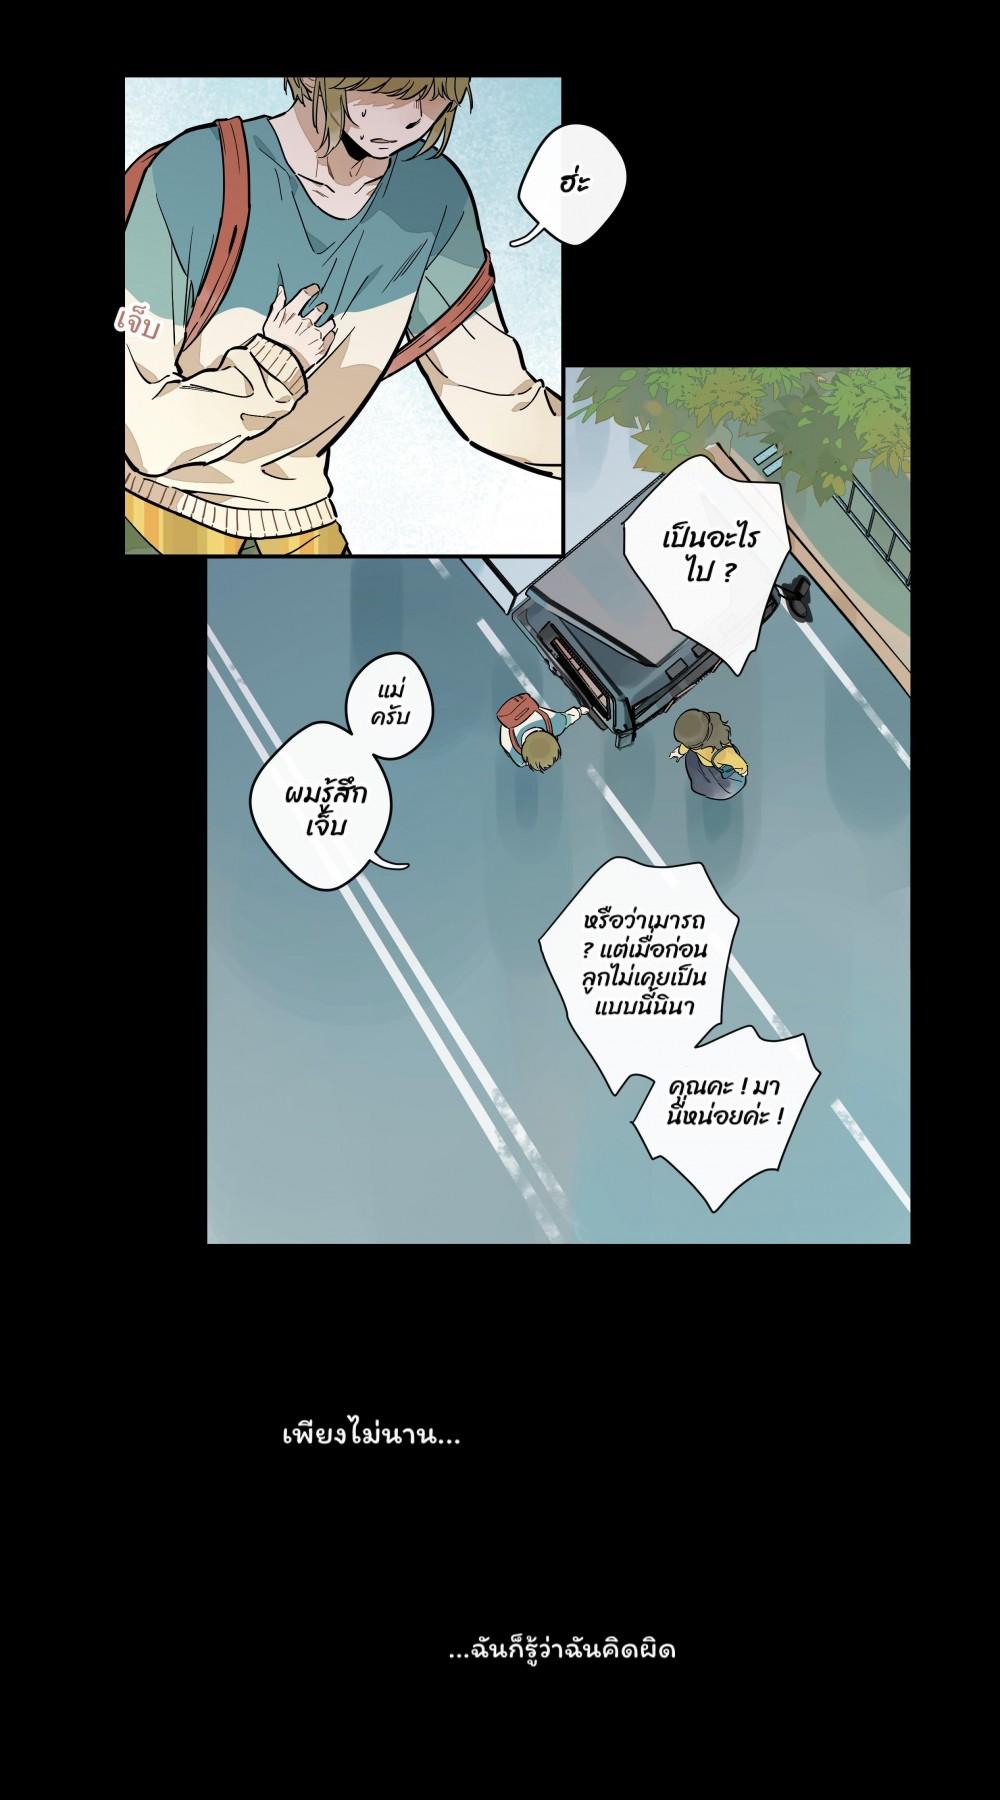 ฮ่ะ
เจ็บ
เป็นอะไร
ไป ?
แม่
ครับ
ผมรู้สึก
เจ็บ
หรือว่าเมารถ
? แต่เมื่อก่อน
ลูกไม่เคยเป็น
แบบนี้นินา
คุณคะ ! มา
นี่หน่อยค่ะ !
เพียงไม่นาน...
...ฉันก็รู้ว่าฉันคิดผิด